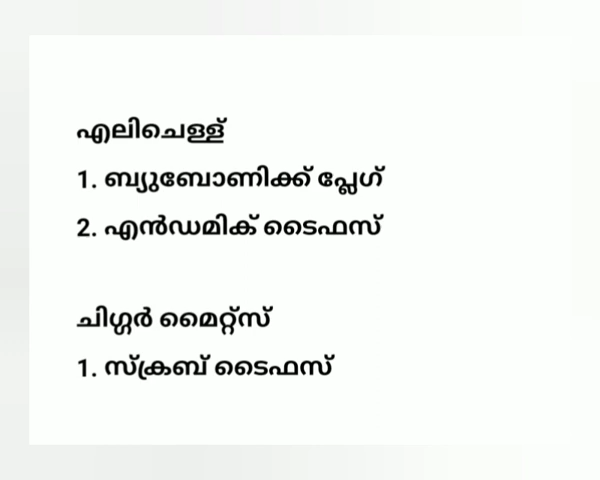 എലിചെള്ള്
1. ബ്യുബോണിക്ക് പ്ലേഗ്
2. എൻഡമിക് ടൈഫസ്
ചിഗ്ഗർ മൈറ്റ്സ്
1. സ്ക്രബ് ടൈഫസ്